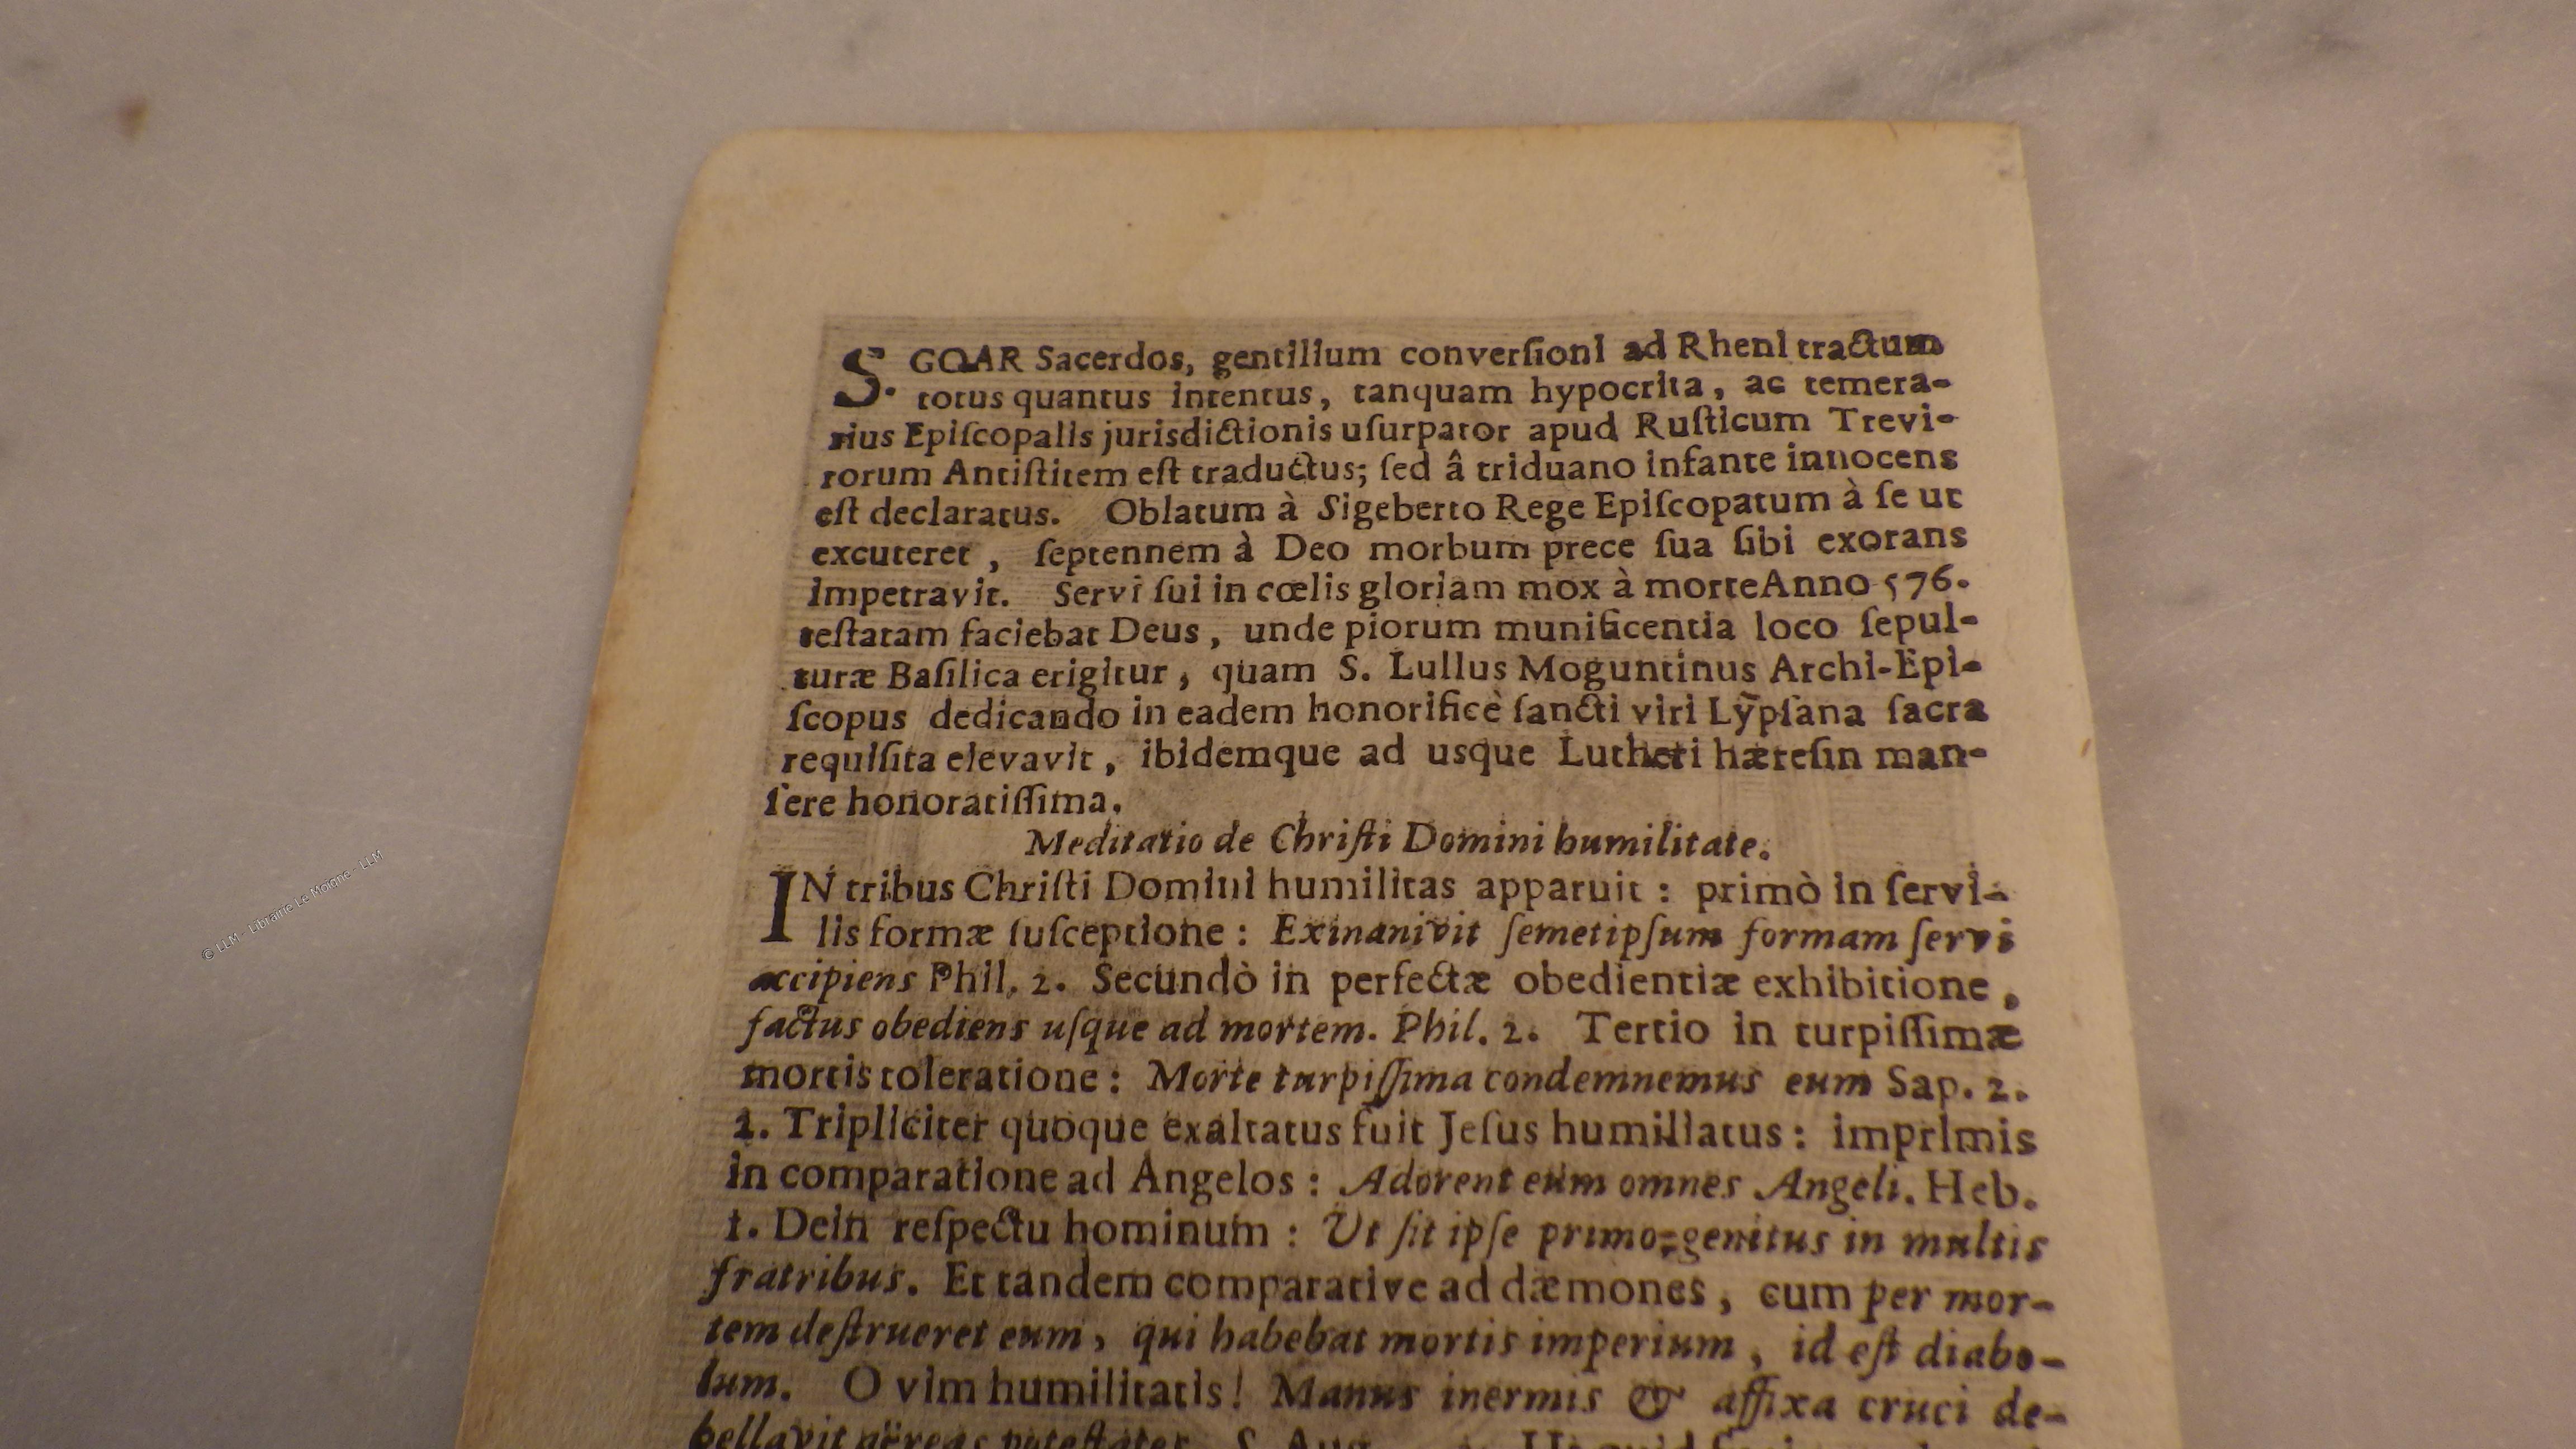 S. GOAR Sacerdos, gentilium converſioni ad Rheni tractum
totus quantus intentus, tanquam hypocrita, ac temera-
rius Epiſcopalis jurisdictionis uſurpator apud Ruſticum Trevi-
rorum Antiſtitem eſt traductus; ſed â triduano infante innocens
eſt declaratus. Oblatum à Sigeberto Rege Epiſcopatum à ſe ut
excuteret, ſeptennem à Deo morbum prece ſua ſibi exorans
impetravit. Servi ſui in cœlis gloriam mox à morte Anno 576.
teſtatam faciebat Deus, unde piorum munificentia loco ſepul-
turæ Baſilica erigitur, quam S. Lullus Moguntinus Archi-Epi-
ſcopus dedicando in eadem honorificè ſancti viri Lỹpſana ſacra
requiſita elevavit, ibidemque ad usque Lutheri hæreſin man-
ſere honoratiſſima.
Meditatio de Chriſti Domini humilitate.
IN tribus Chriſti Domini humilitas apparuit: primò in ſervi-
lis formæ ſuſceptione: Exinanivit ſemetipſum formam ſervi
accipiens Phil. 2. Secundò in perfectæ obedientiæ exhibitione,
factus obediens uſque ad mortem. Phil. 2. Tertio in turpiſſimæ
mortis toleratione: Morte turpiſſima condemnemus eum Sap. 2.
2. Tripliciter quoque exaltatus fuit Jeſus humiliatus: imprimis
in comparatione ad Angelos: Adorent eum omnes Angeli. Heb.
1. Dein reſpectu hominum: Ut ſit ipſe primo-genitus in multis
fratribus. Et tandem comparative ad dæmones, cum per mor-
tem deſtrueret eum, qui habebat mortis imperium, id eſt diabo-
lum. O vim humilitatis! Manus inermis & affixa cruci de-
bellavit aëreas poteſtates. S. Aug.
© LLM - Librairie Le Moigne - LLM